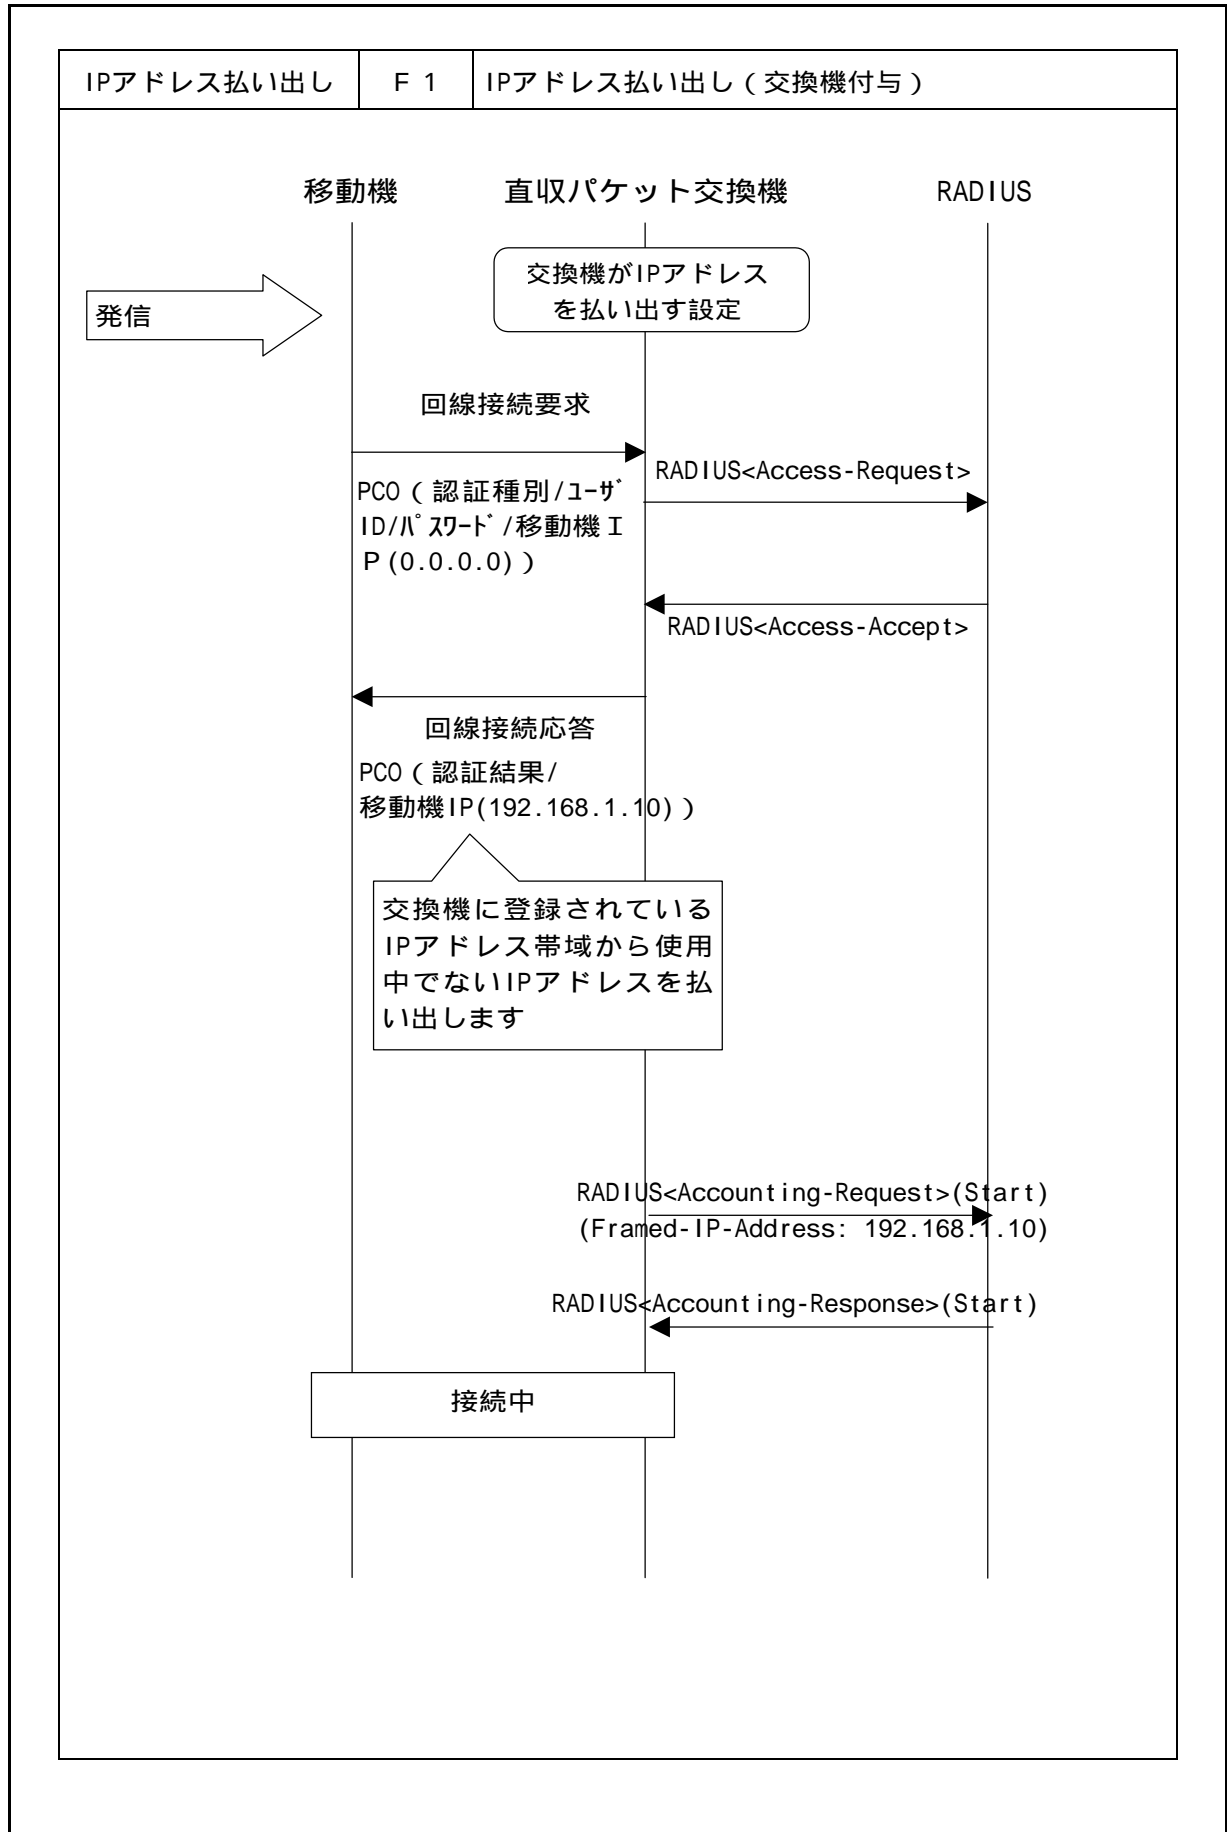 IPアドレス払い出し
F 1
IPアドレス払い出し(交換機付与)
移動機
直収パケット交換機
RADIUS
交換機がIPアドレス
を払い出す設定
発信
回線接続要求
RADIUS<Access-Request>
PCO(認証種別/ユーザ
ID/パスワード/移動機I
P(0.0.0.0))
RADIUS<Access-Accept>
回線接続応答
PCO(認証結果/
移動機IP(192.168.1.10))
交換機に登録されている
IPアドレス帯域から使用
中でないIPアドレスを払
い出します
RADIUS<Accounting-Request>(Start)
(Framed-IP-Address: 192.168.1.10)
RADIUS<Accounting-Response>(Start)
接続中